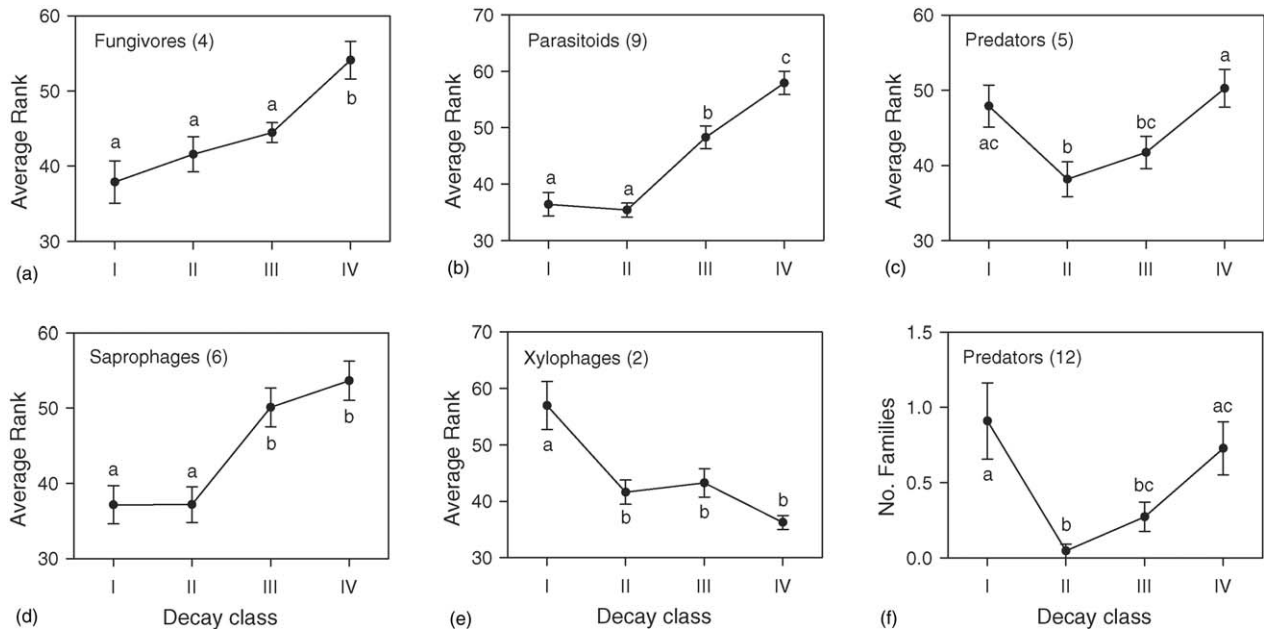 Fungivores (4)
Average Rank
60
50
40
30
a
a
a
b
I
II
III
IV
(a)
Parasitoids (9)
Average Rank
70
60
50
40
30
a
a
b
c
I
II
III
IV
(b)
Predators (5)
Average Rank
60
50
40
30
ac
b
bc
a
I
II
III
IV
(c)
Saprophages (6)
Average Rank
60
50
40
30
a
a
b
b
I
II
III
IV
Decay class
(d)
Xylophages (2)
Average Rank
70
60
50
40
30
a
b
b
b
I
II
III
IV
Decay class
(e)
Predators (12)
No. Families
1.5
1.0
0.5
0.0
a
b
bc
ac
I
II
III
IV
Decay class
(f)